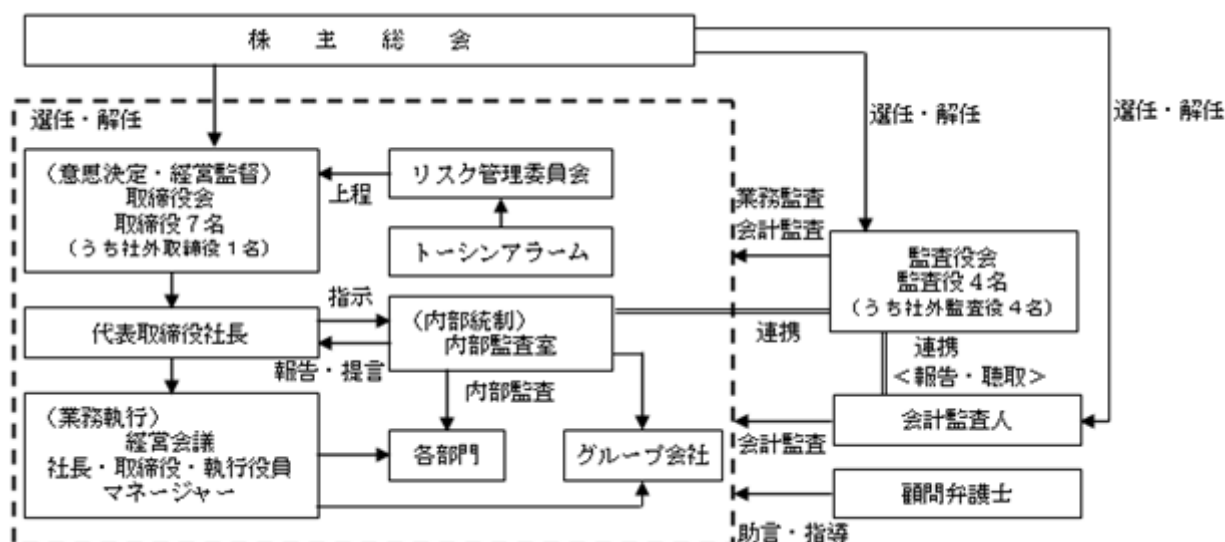 株主総会
選任・解任
選任・解任
選任・解任
(意思決定・経営監督)
取締役会
取締役7名
(うち社外取締役1名)
上程
リスク管理委員会
トーシンアラーム
業務監査
会計監査
監査役会
監査役4名
(うち社外監査役4名)
代表取締役社長
指示
報告・提言
(内部統制)
内部監査室
内部監査
連携
連携
<報告・聴取>
(業務執行)
経営会議
社長・取締役・執行役員
マネージャー
各部門
グループ会社
会計監査
会計監査人
顧問弁護士
助言・指導